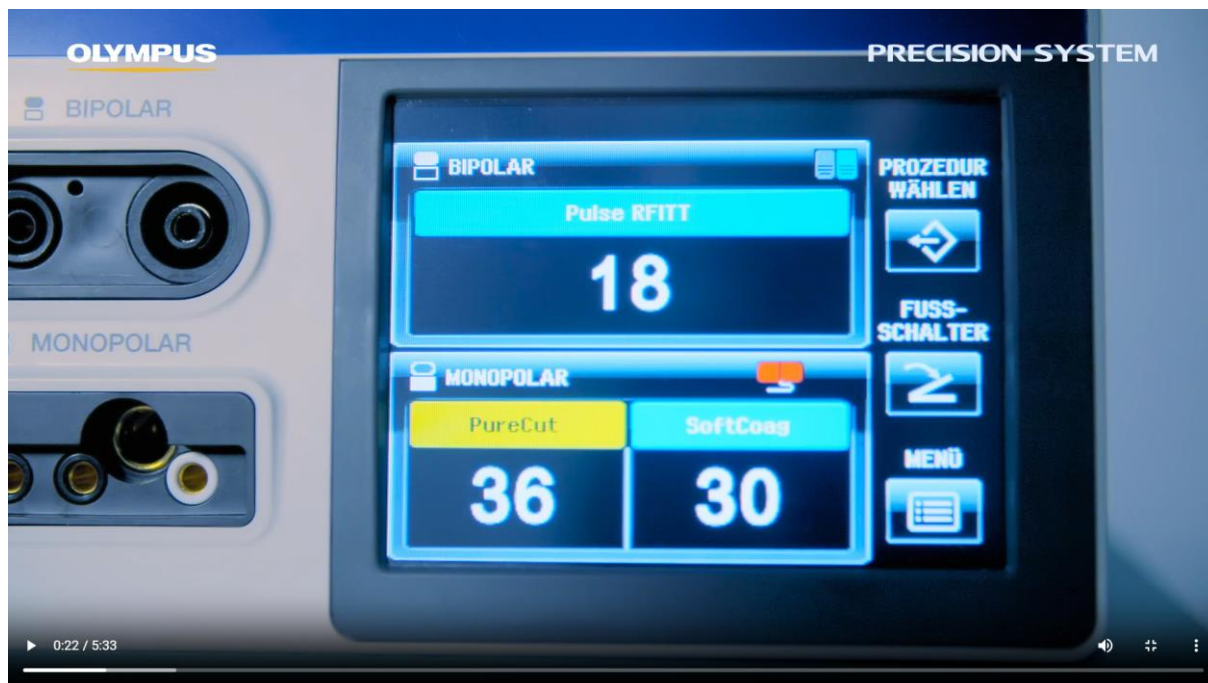 OLYMPUS
PRECISION SYSTEM
BIPOLAR
MONOPOLAR
BIPOLAR
Pulse RFITT
18
MONOPOLAR
PureCut
SoftCoag
36
30
PROZEDUR
WÄHLEN
FUSS-
SCHALTER
MENÜ
0:22 / 5:33